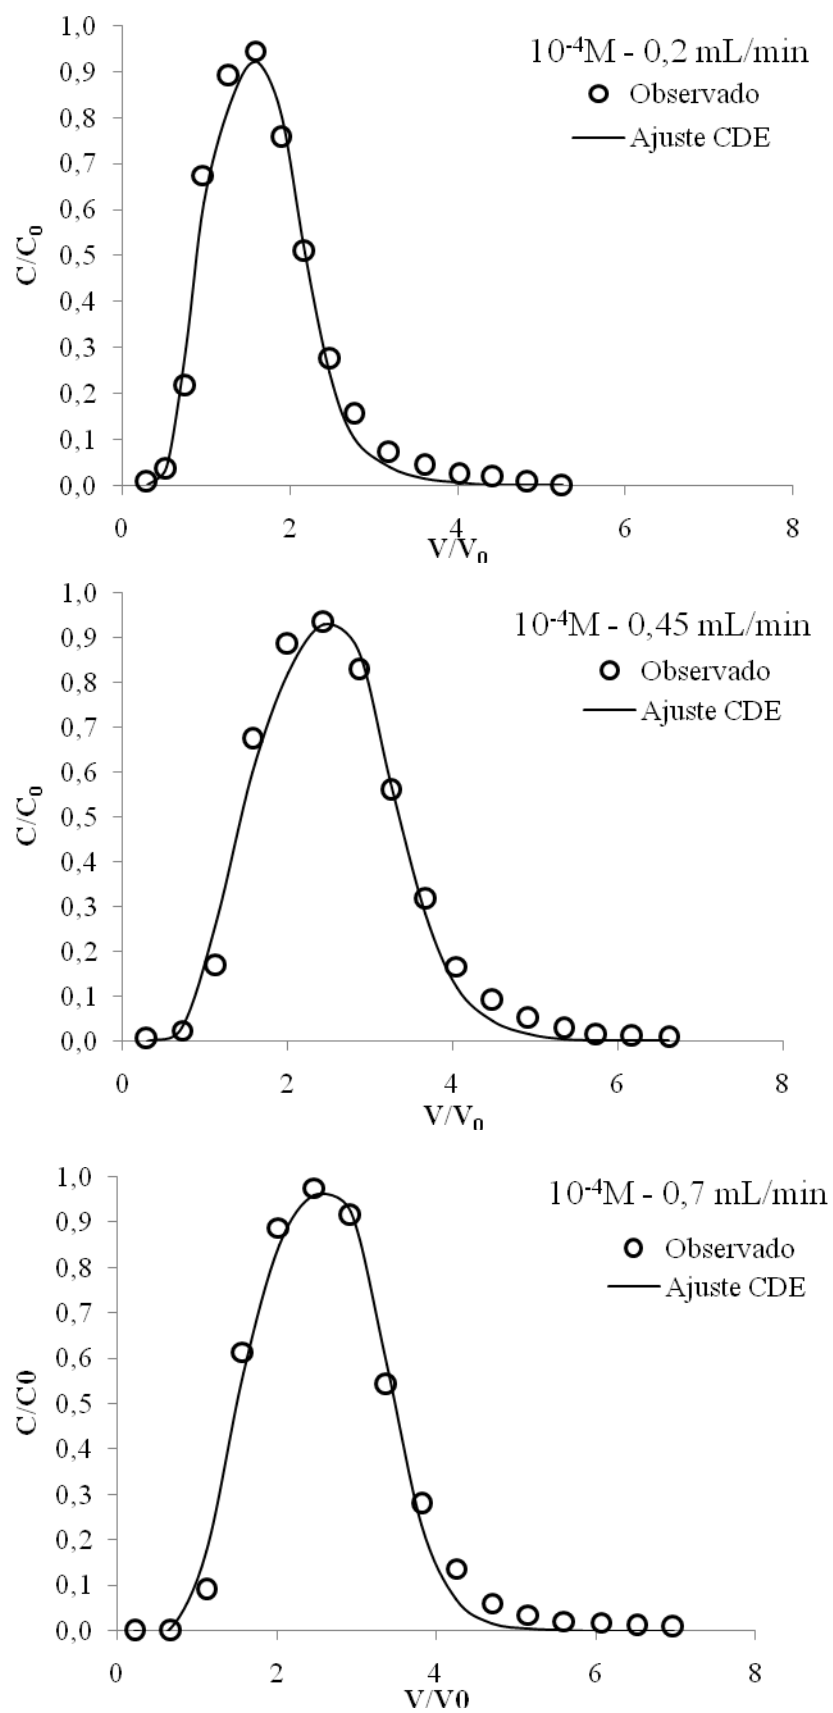 10⁻⁴M - 0,2 mL/min
Observado
Ajuste CDE
C/C₀
1,0
0,9
0,8
0,7
0,6
0,5
0,4
0,3
0,2
0,1
0,0
0 2 4 6 8
V/V₀
10⁻⁴M - 0,45 mL/min
Observado
Ajuste CDE
C/C₀
1,0
0,9
0,8
0,7
0,6
0,5
0,4
0,3
0,2
0,1
0,0
0 2 4 6 8
V/V₀
10⁻⁴M - 0,7 mL/min
Observado
Ajuste CDE
C/C0
1,0
0,9
0,8
0,7
0,6
0,5
0,4
0,3
0,2
0,1
0,0
0 2 4 6 8
V/V0